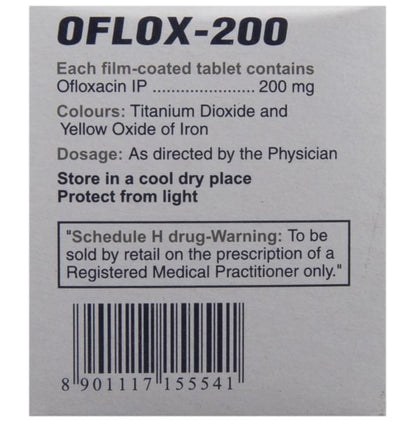 OFLOX-200
Each film-coated tablet contains
Ofloxacin IP ....................... 200 mg
Colours: Titanium Dioxide and
Yellow Oxide of Iron
Dosage: As directed by the Physician
Store in a cool dry place
Protect from light
"Schedule H drug-Warning: To be
sold by retail on the prescription of a
Registered Medical Practitioner only."
8 901117 155541